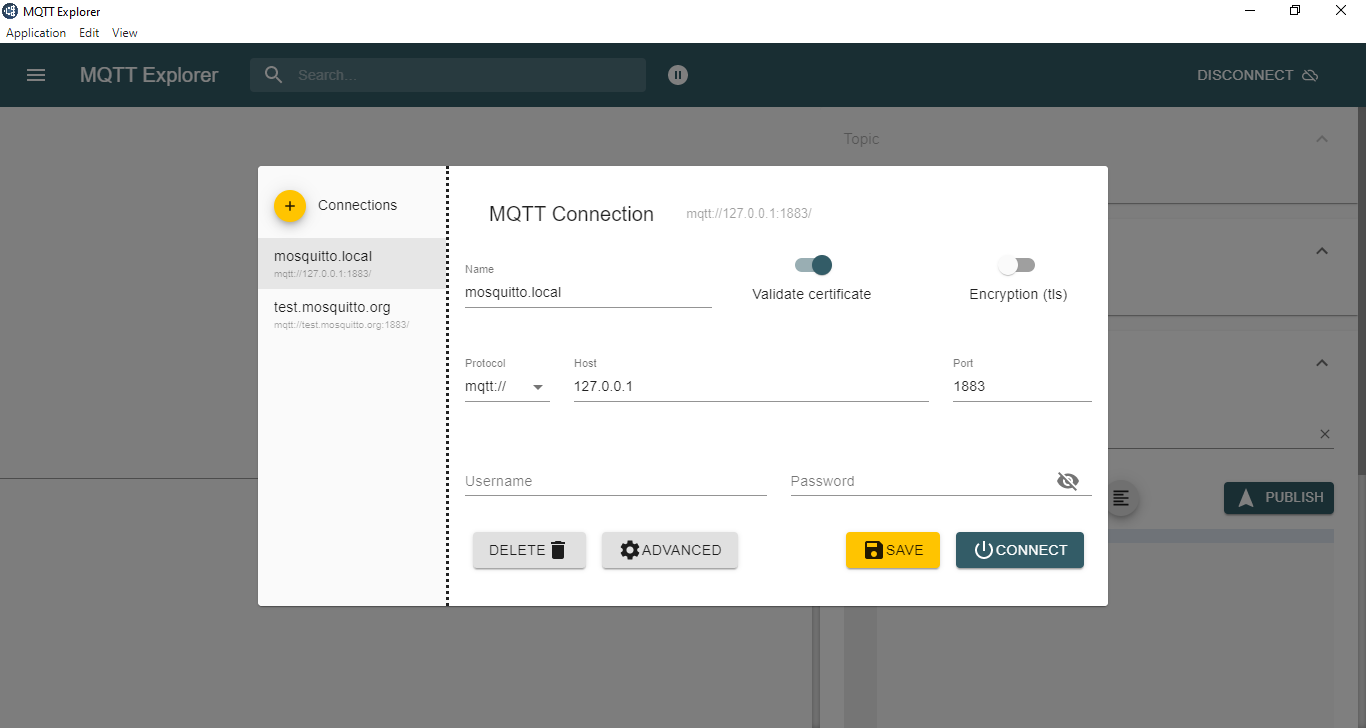 MQTT Explorer
Application Edit View
MQTT Explorer Search... DISCONNECT
Topic
+ Connections
mosquitto.local
mqtt://127.0.0.1:1883/
test.mosquitto.org
mqtt://test.mosquitto.org:1883/
MQTT Connection mqtt://127.0.0.1:1883/
Name
mosquitto.local
Validate certificate Encryption (tls)
Protocol Host Port
mqtt:// 127.0.0.1 1883
Username Password
DELETE ADVANCED SAVE CONNECT
PUBLISH